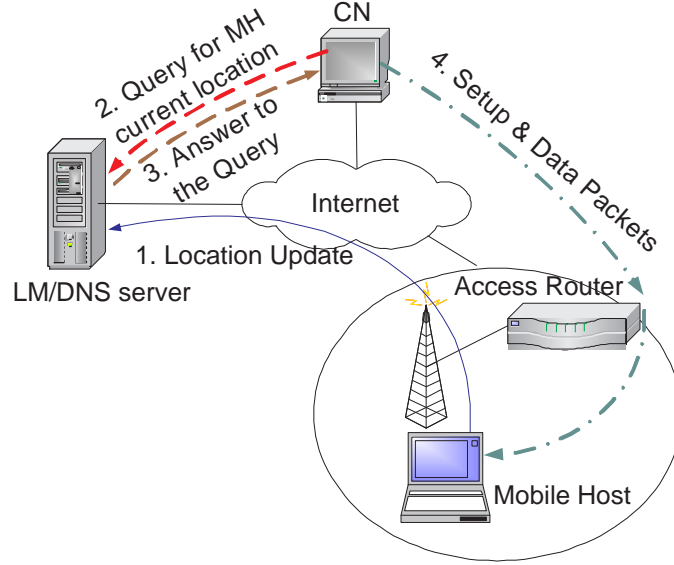 CN
2. Query for MH
current location
3. Answer to
the Query
4. Setup & Data Packets
Internet
1. Location Update
LM/DNS server
Access Router
Mobile Host